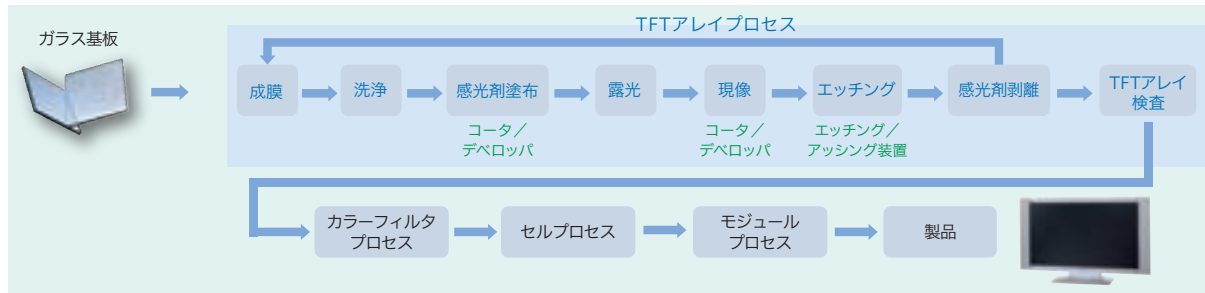 TFTアレイプロセス
ガラス基板
成膜
洗浄
感光剤塗布
露光
現像
エッチング
感光剤剥離
TFTアレイ
検査
コータ／
デベロッパ
コータ／
デベロッパ
エッチング／
アッシング装置
カラーフィルタ
プロセス
セルプロセス
モジュール
プロセス
製品